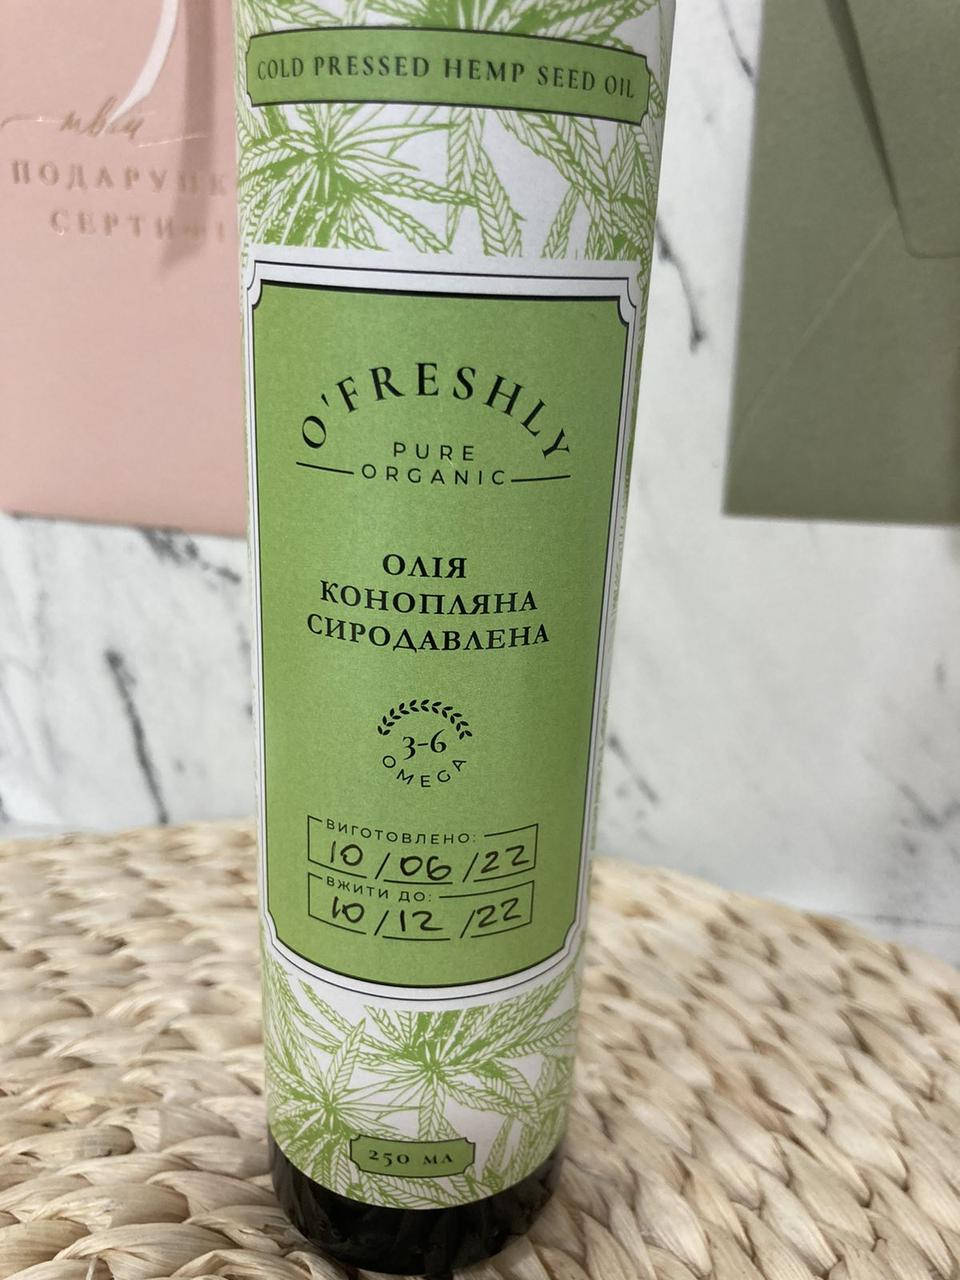 COLD PRESSED HEMP SEED OIL
ПОДАРУНК
СЕРТИФІ
O'FRESHLY
PURE
ORGANIC
ОЛІЯ
КОНОПЛЯНА
СИРОДАВЛЕНА
3-6
OMEGA
ВИГОТОВЛЕНО:
10/06/22
ВЖИТИ ДО:
10/12/22
250 МЛ